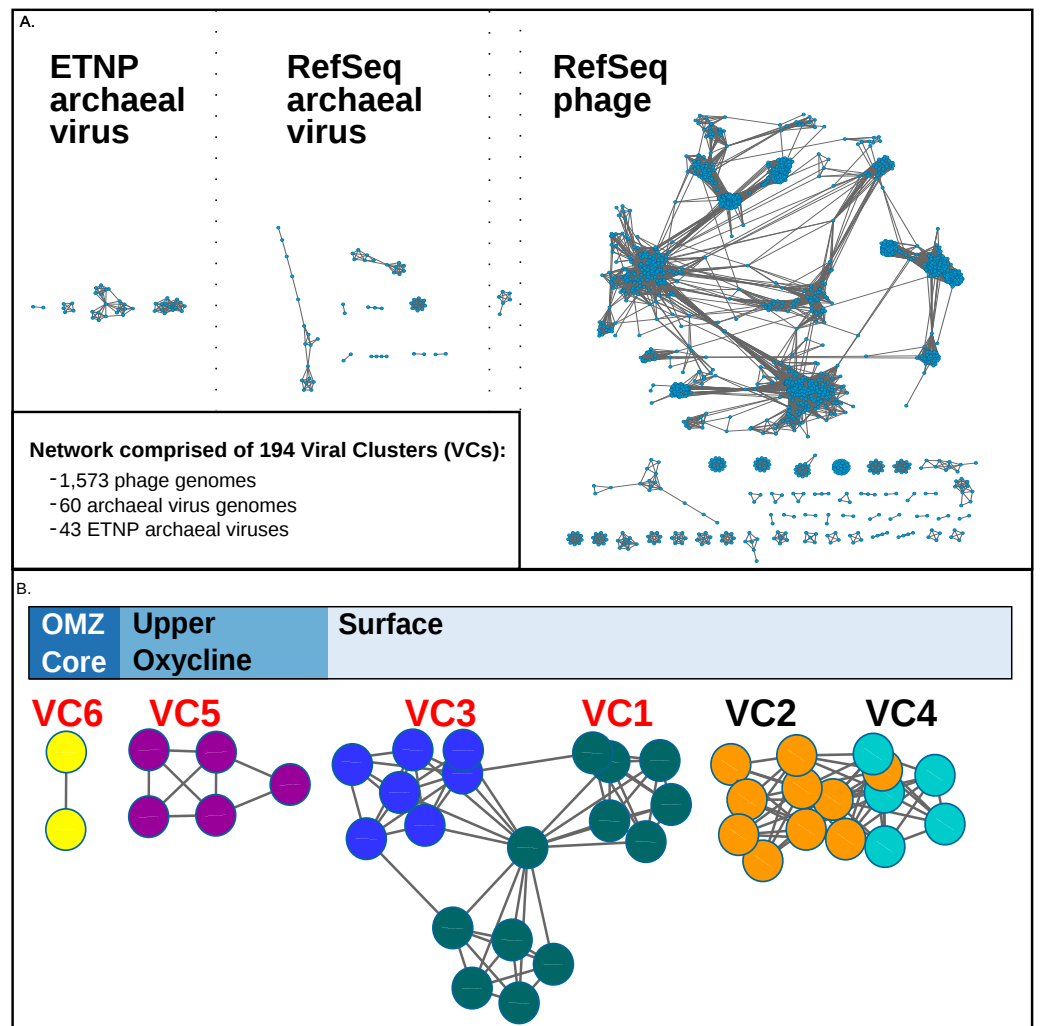 A.
ETNP
archaeal
virus
RefSeq
archaeal
virus
RefSeq
phage
Network comprised of 194 Viral Clusters (VCs):
-1,573 phage genomes
-60 archaeal virus genomes
-43 ETNP archaeal viruses
B.
OMZ
Core
Upper
Oxycline
Surface
VC6
VC5
VC3
VC1
VC2
VC4